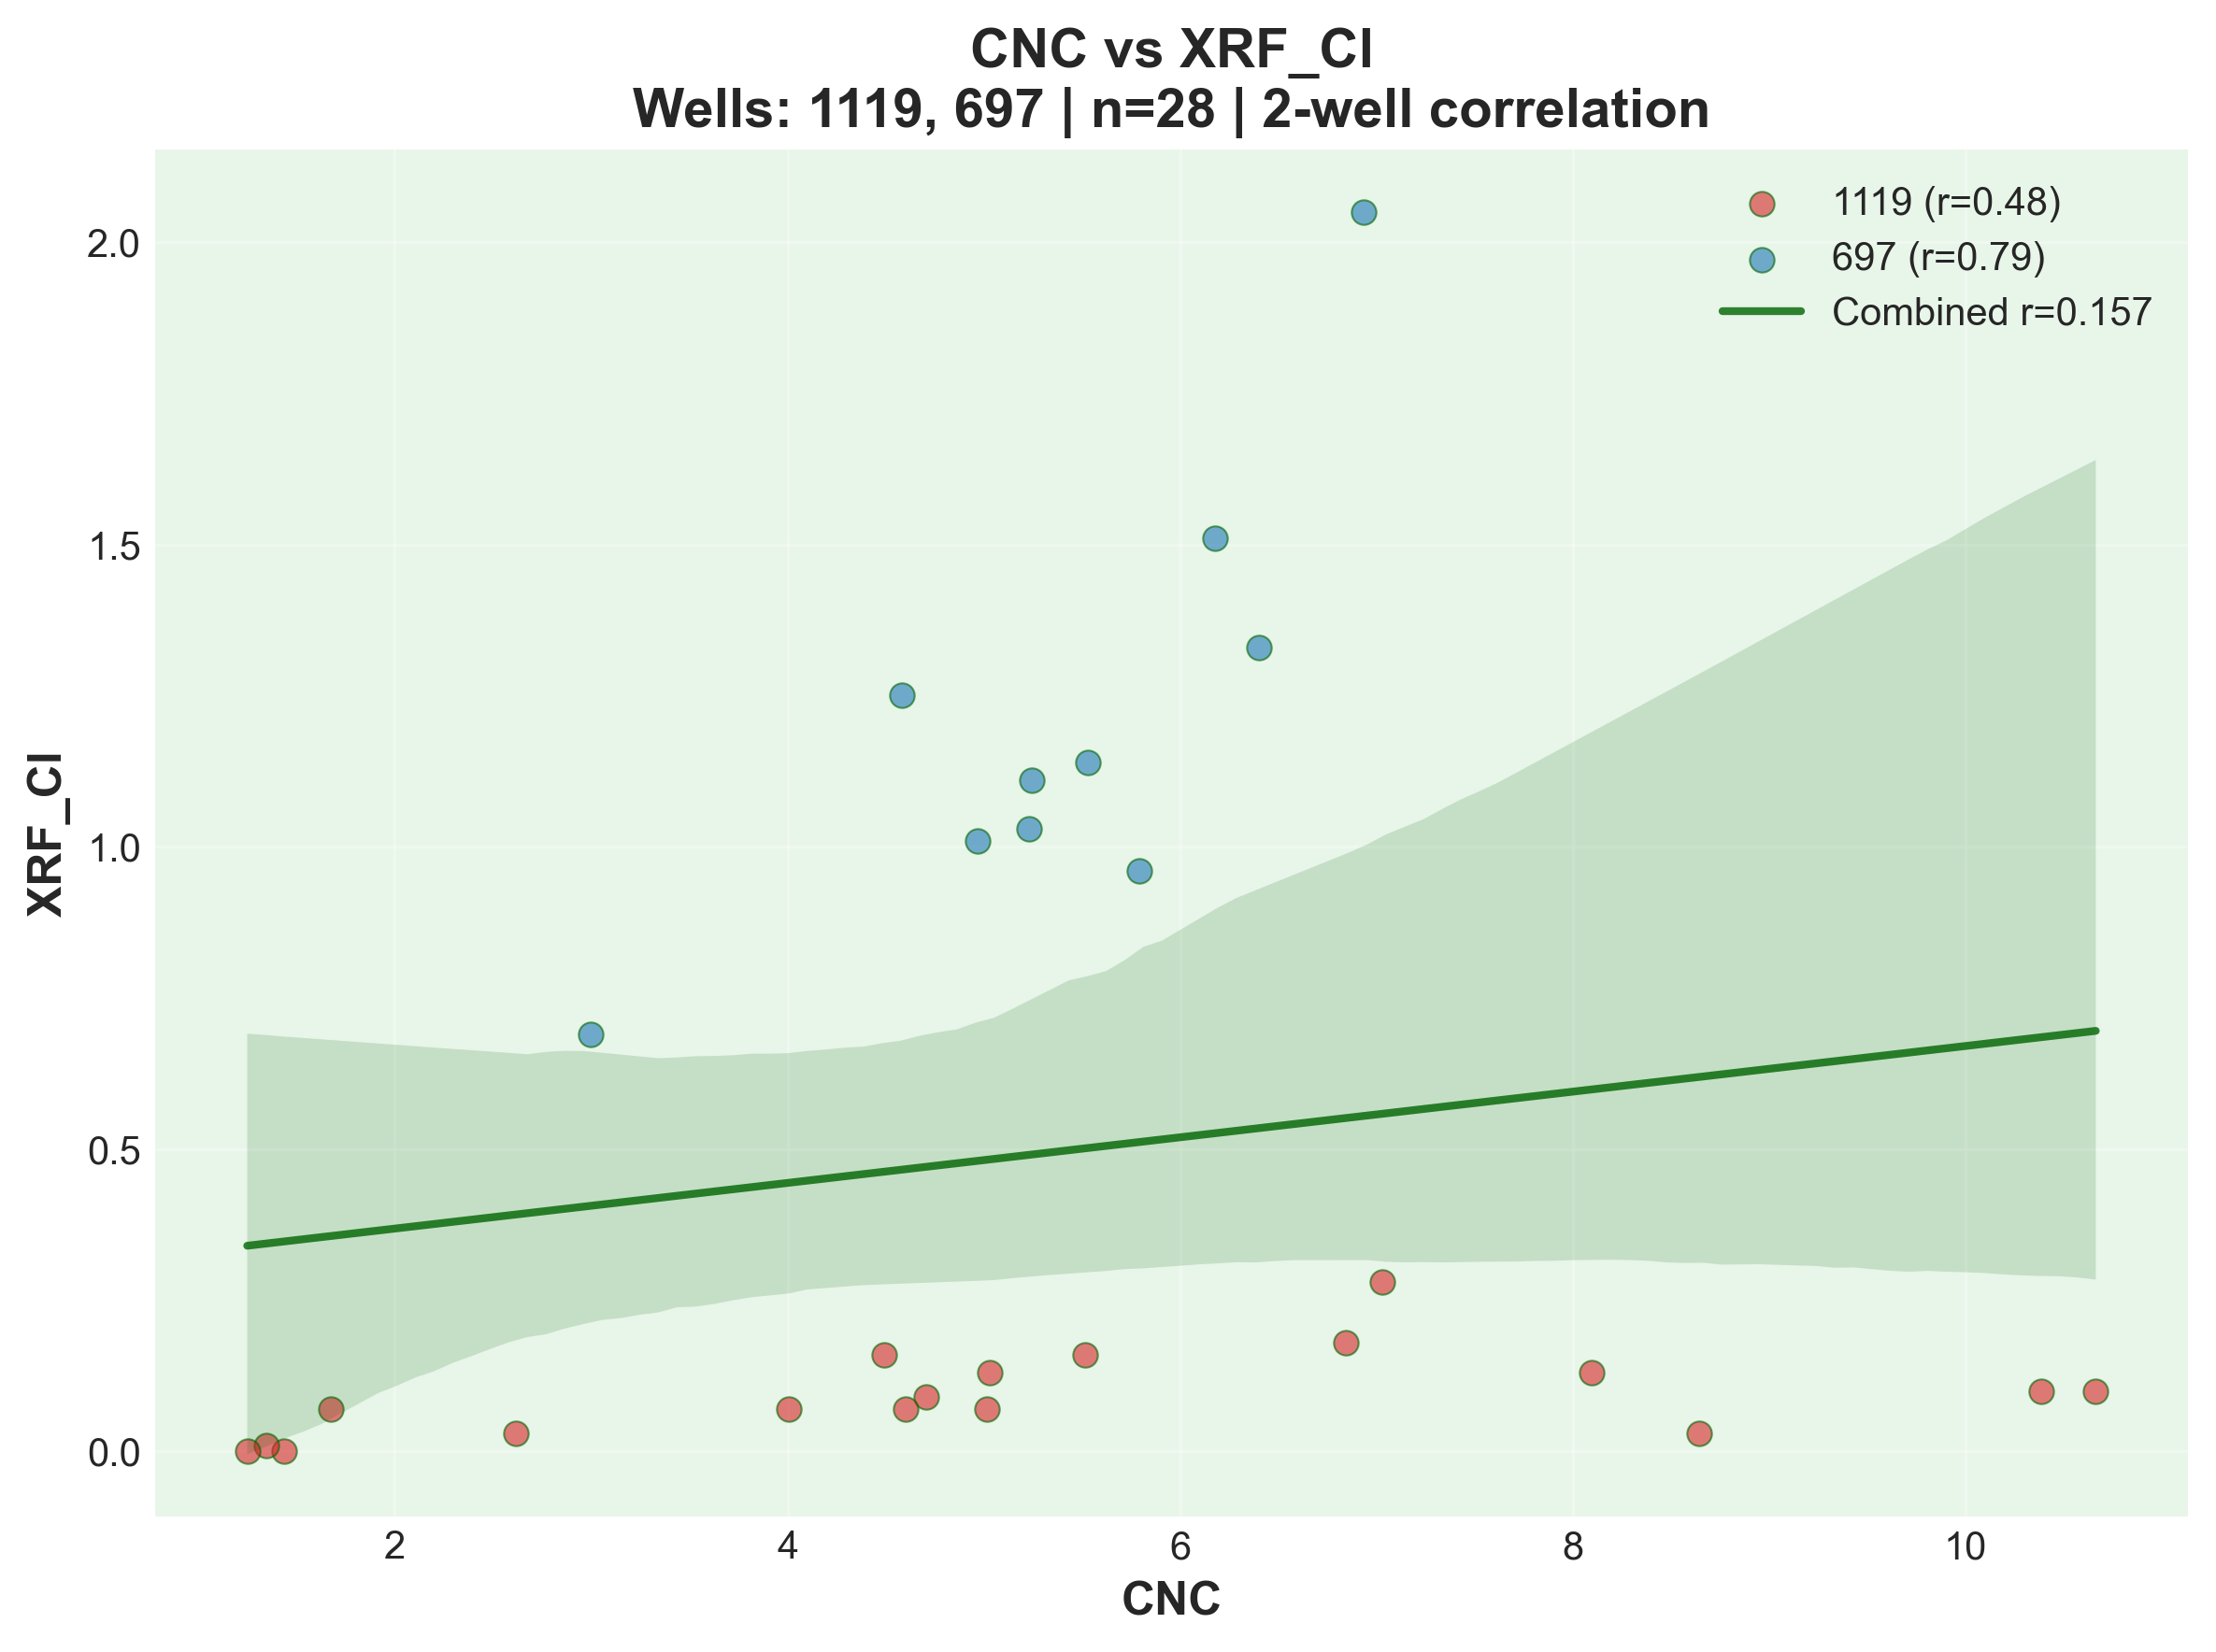 CNC vs XRF_Cl
Wells: 1119, 697 | n=28 | 2-well correlation
1119 (r=0.48)
697 (r=0.79)
Combined r=0.157
XRF_Cl
2.0
1.5
1.0
0.5
0.0
2 4 6 8 10
CNC